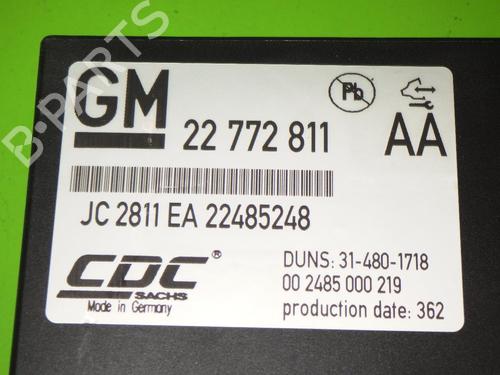 GM
Pb
22 772 811
AA
JC 2811 EA 22485248
CDC®
SACHS
Made in Germany
DUNS: 31-480-1718
00 2485 000 219
production date: 362
B-PARTS